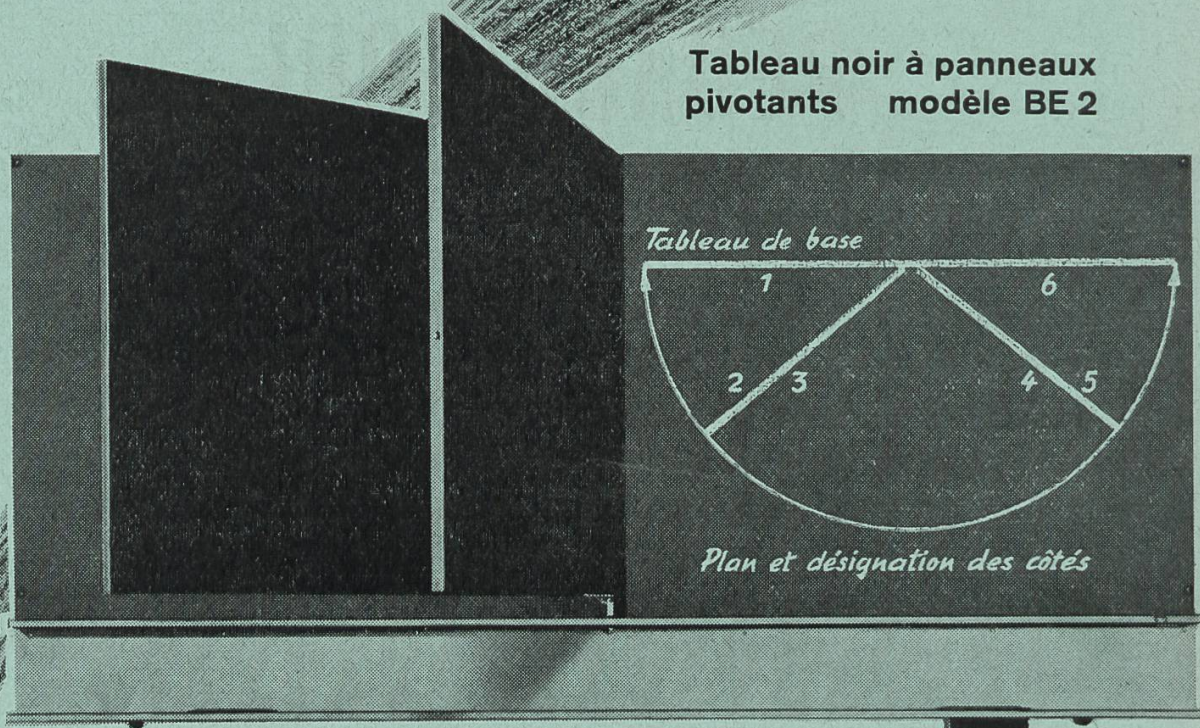 Tableau noir à panneaux
pivotants modèle BE 2
Tableau de base
1 6
2 3 4 5
Plan et désignation des côtés